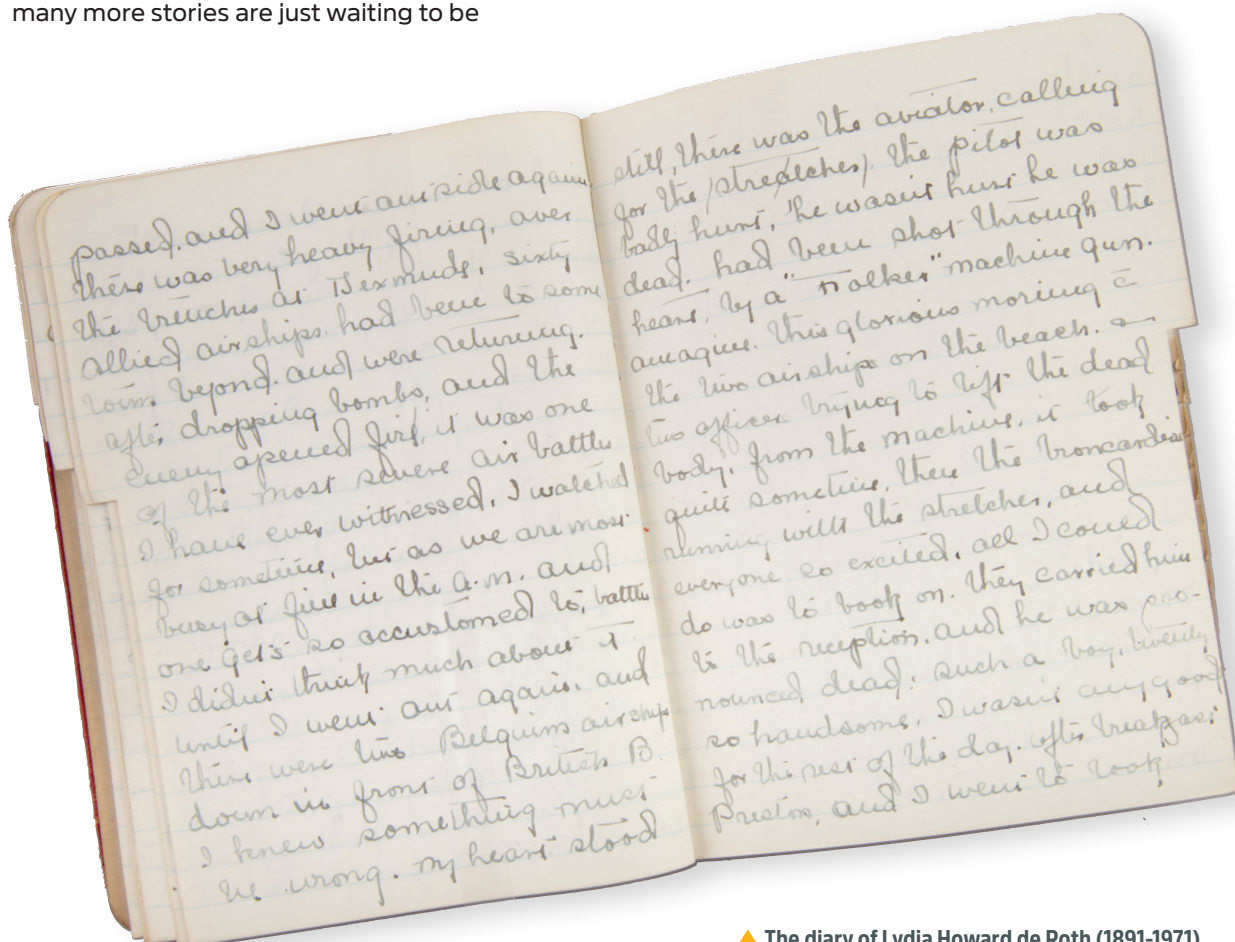 many more stories are just waiting to be
passed. and I went outside again,
there was very heavy firing, over
the trenches at Dixmude, sixty
allied airships. had been to some
towns beyond. and were returning.
after dropping bombs, and the
enemy opened fire, it was one
of the most severe air battles
I have ever witnessed, I watched
for sometime, but as we are most
busy at five in the a.m. and
one gets so accustomed to, battles
I didn't think much about it
until I went out again. and
there were two Belgium airships
down in front of British B.
I knew something must
be wrong. my heart stood
still, there was the aviator, calling
for the (stretcher). the pilot was
badly hurt, he wasn't hurt he was
dead. had been shot through the
heart, by a machine gun.
amagine. this glorious moring c̄
the two airships on the beach.
two officer trying to lift the dead
body, from the machine, it took
quite sometime, then the broncardiers
running with the stretcher, and
everyone so excited, all I could
do was to look on. they carried him
to the reception. and he was pro-
nounced dead; such a boy, twenty
so handsome, I wasn't any good
for the rest of the day. after breakfast
Preston, and I went to look,
The diary of Lydia Howard de Roth (1891-1971)